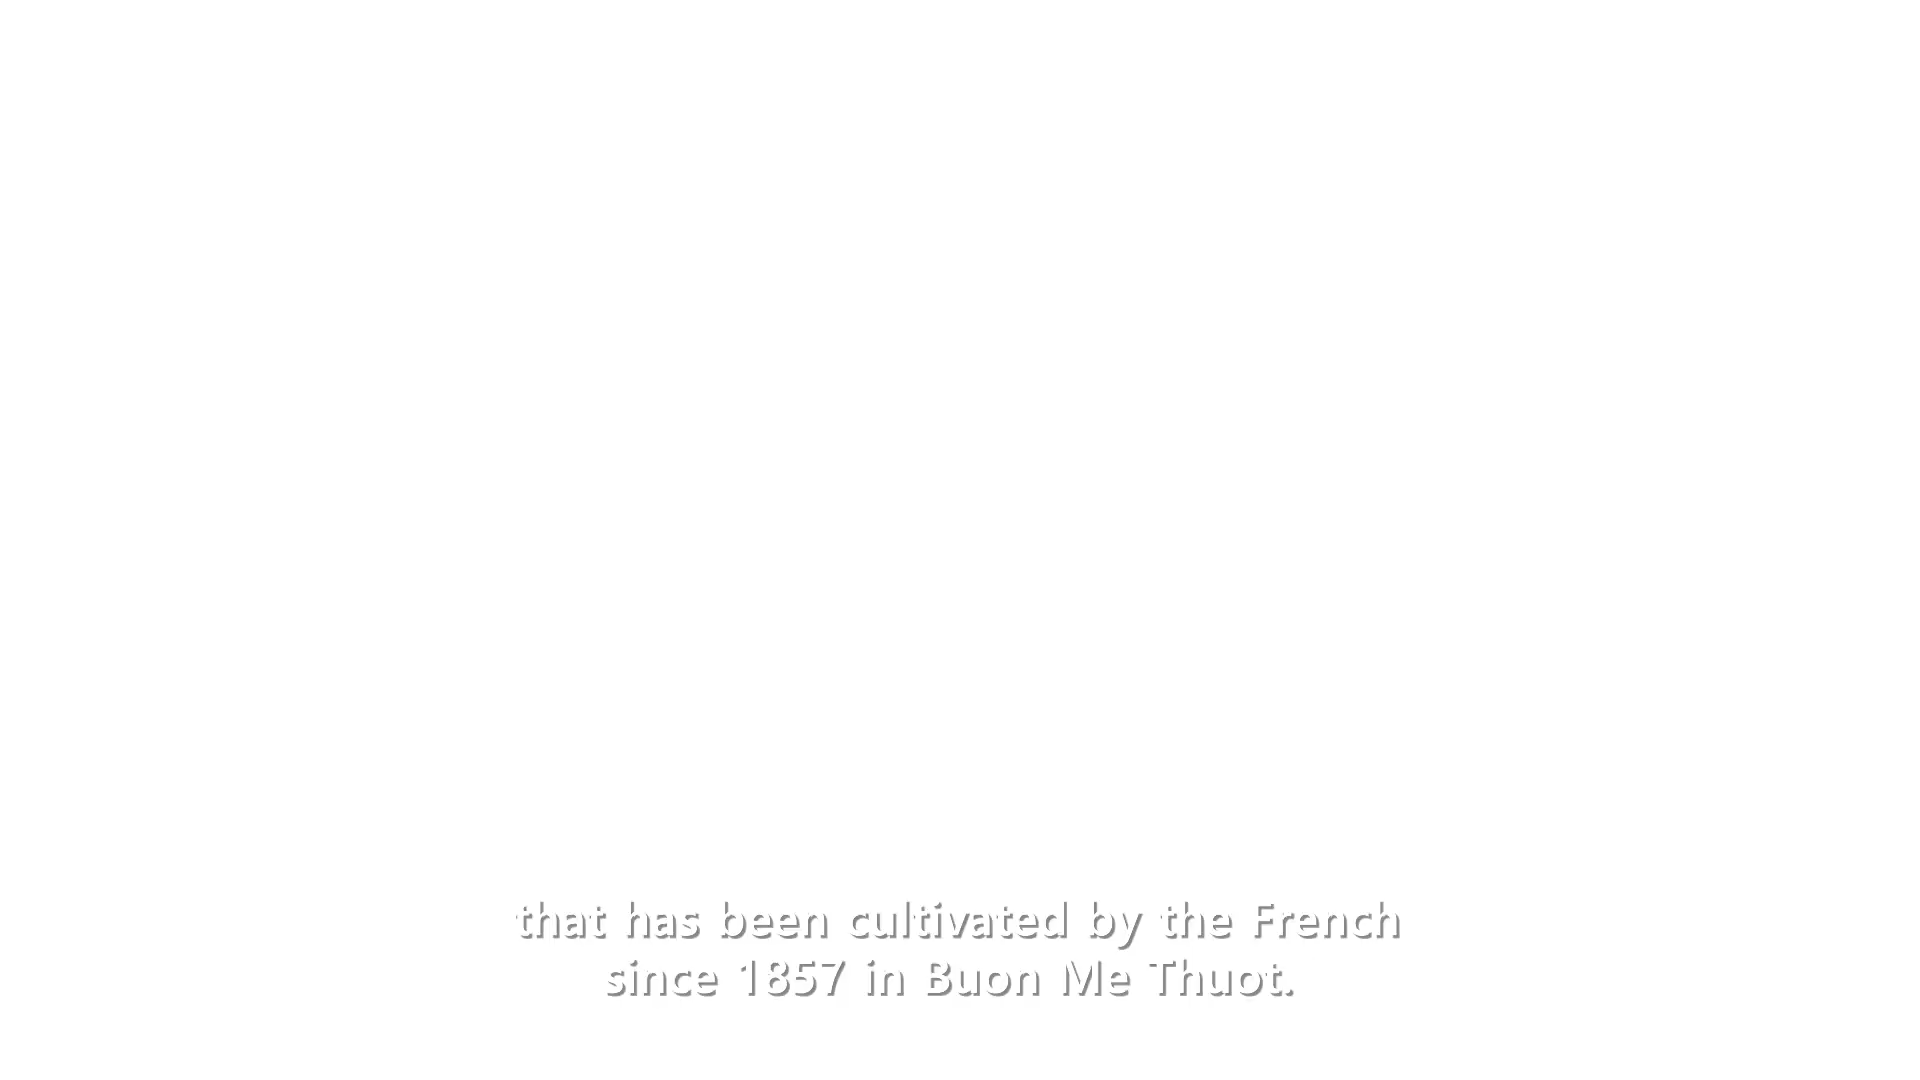 that has been cultivated by the French
since 1857 in Buon Me Thuot.